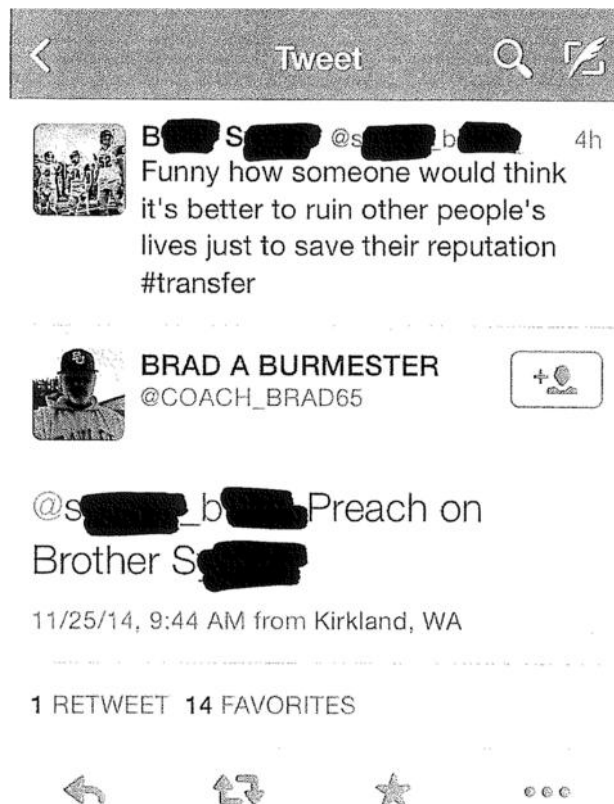 Tweet
B S @s_b_ 4h
Funny how someone would think
it's better to ruin other people's
lives just to save their reputation
#transfer
BRAD A BURMESTER
@COACH_BRAD65
@s_b Preach on
Brother S
11/25/14, 9:44 AM from Kirkland, WA
1 RETWEET 14 FAVORITES